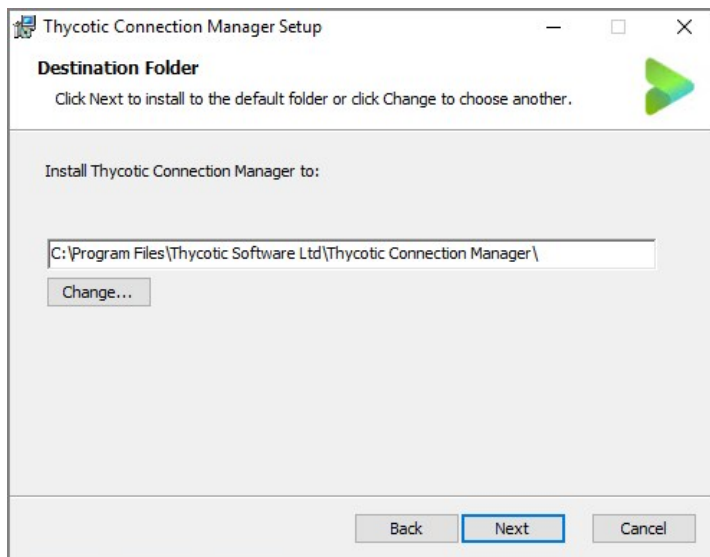 Thycotic Connection Manager Setup
Destination Folder
Click Next to install to the default folder or click Change to choose another.
Install Thycotic Connection Manager to:
C:\Program Files\Thycotic Software Ltd\Thycotic Connection Manager\
Change...
Back Next Cancel